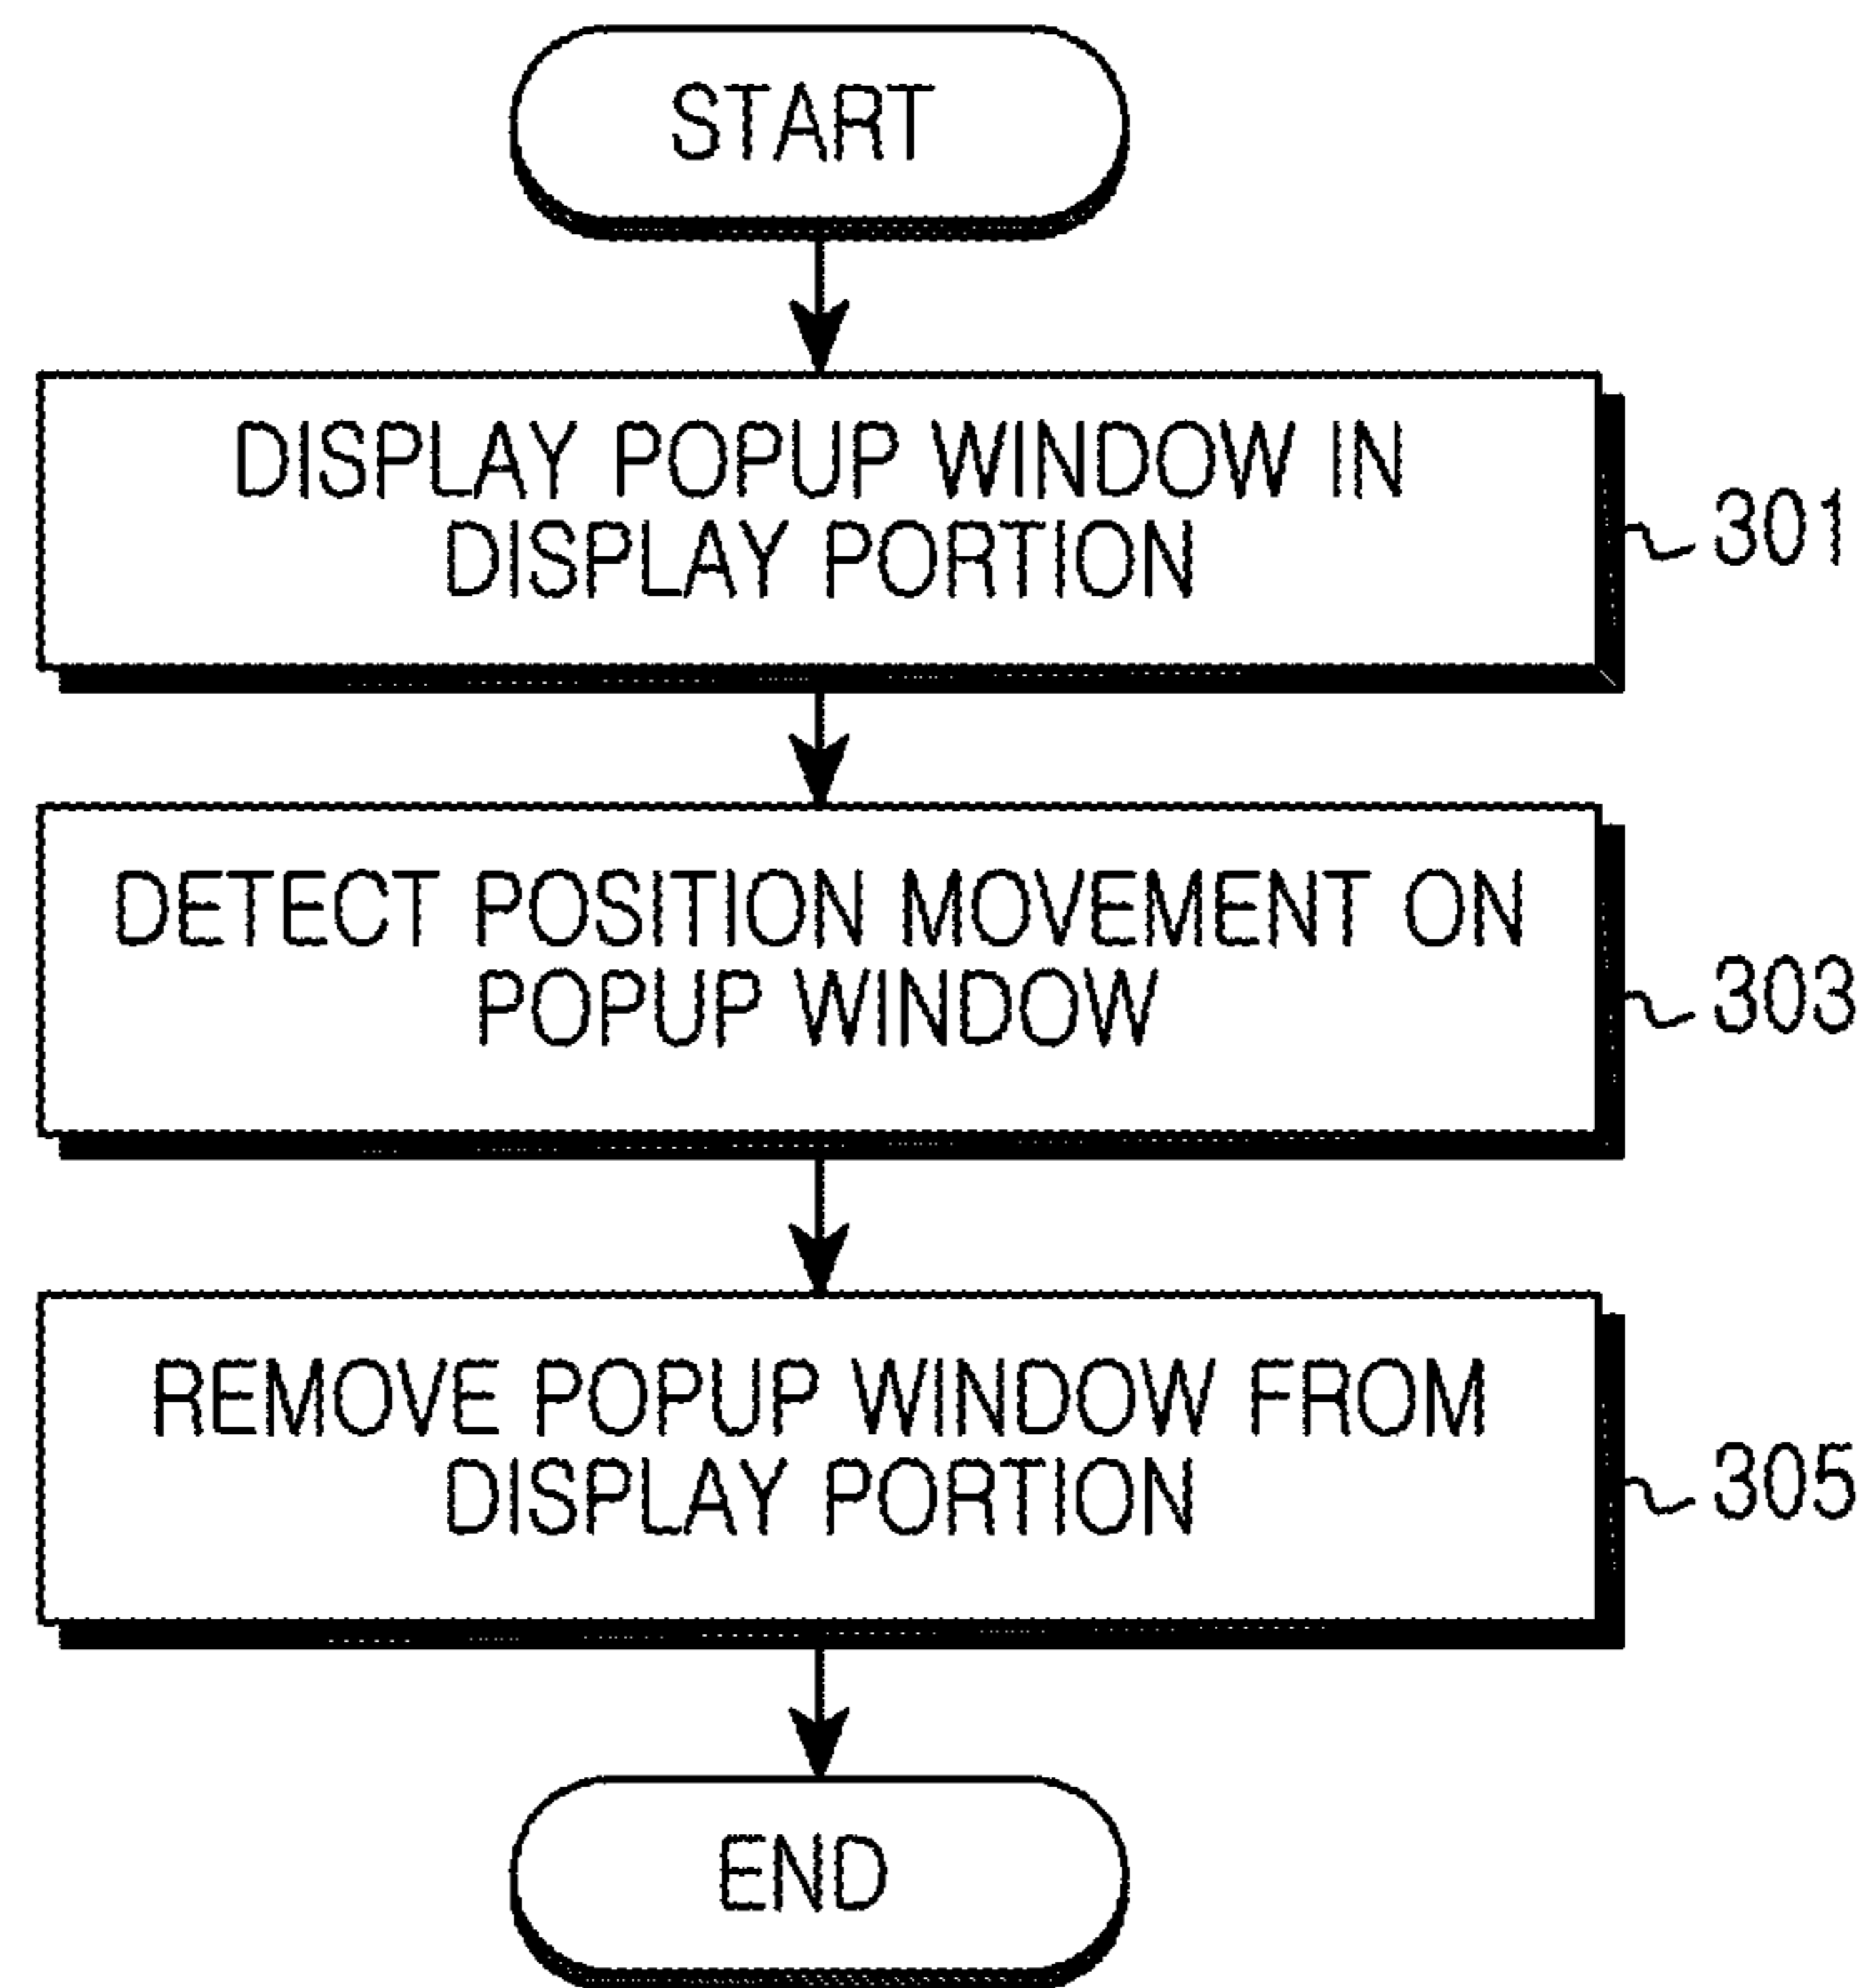 START
DISPLAY POPUP WINDOW IN
DISPLAY PORTION
301
DETECT POSITION MOVEMENT ON
POPUP WINDOW
303
REMOVE POPUP WINDOW FROM
DISPLAY PORTION
305
END